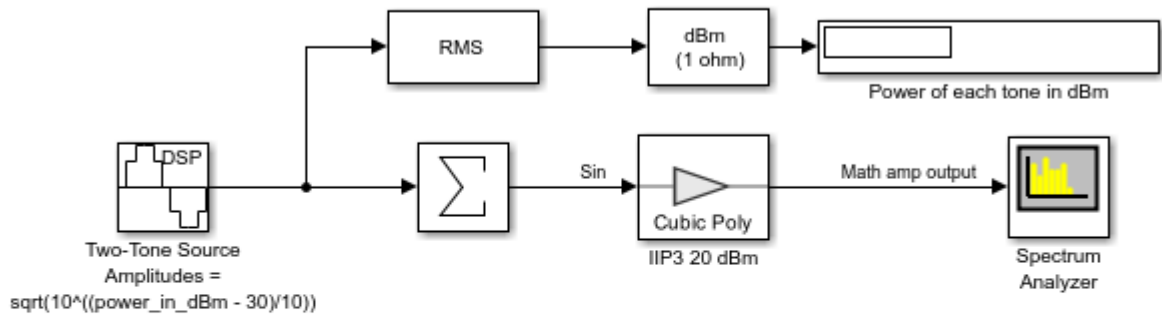 RMS
dBm
(1 ohm)
Power of each tone in dBm
DSP
Sin
Math amp output
Cubic Poly
Two-Tone Source
Amplitudes =
sqrt(10^((power_in_dBm - 30)/10))
IIP3 20 dBm
Spectrum
Analyzer